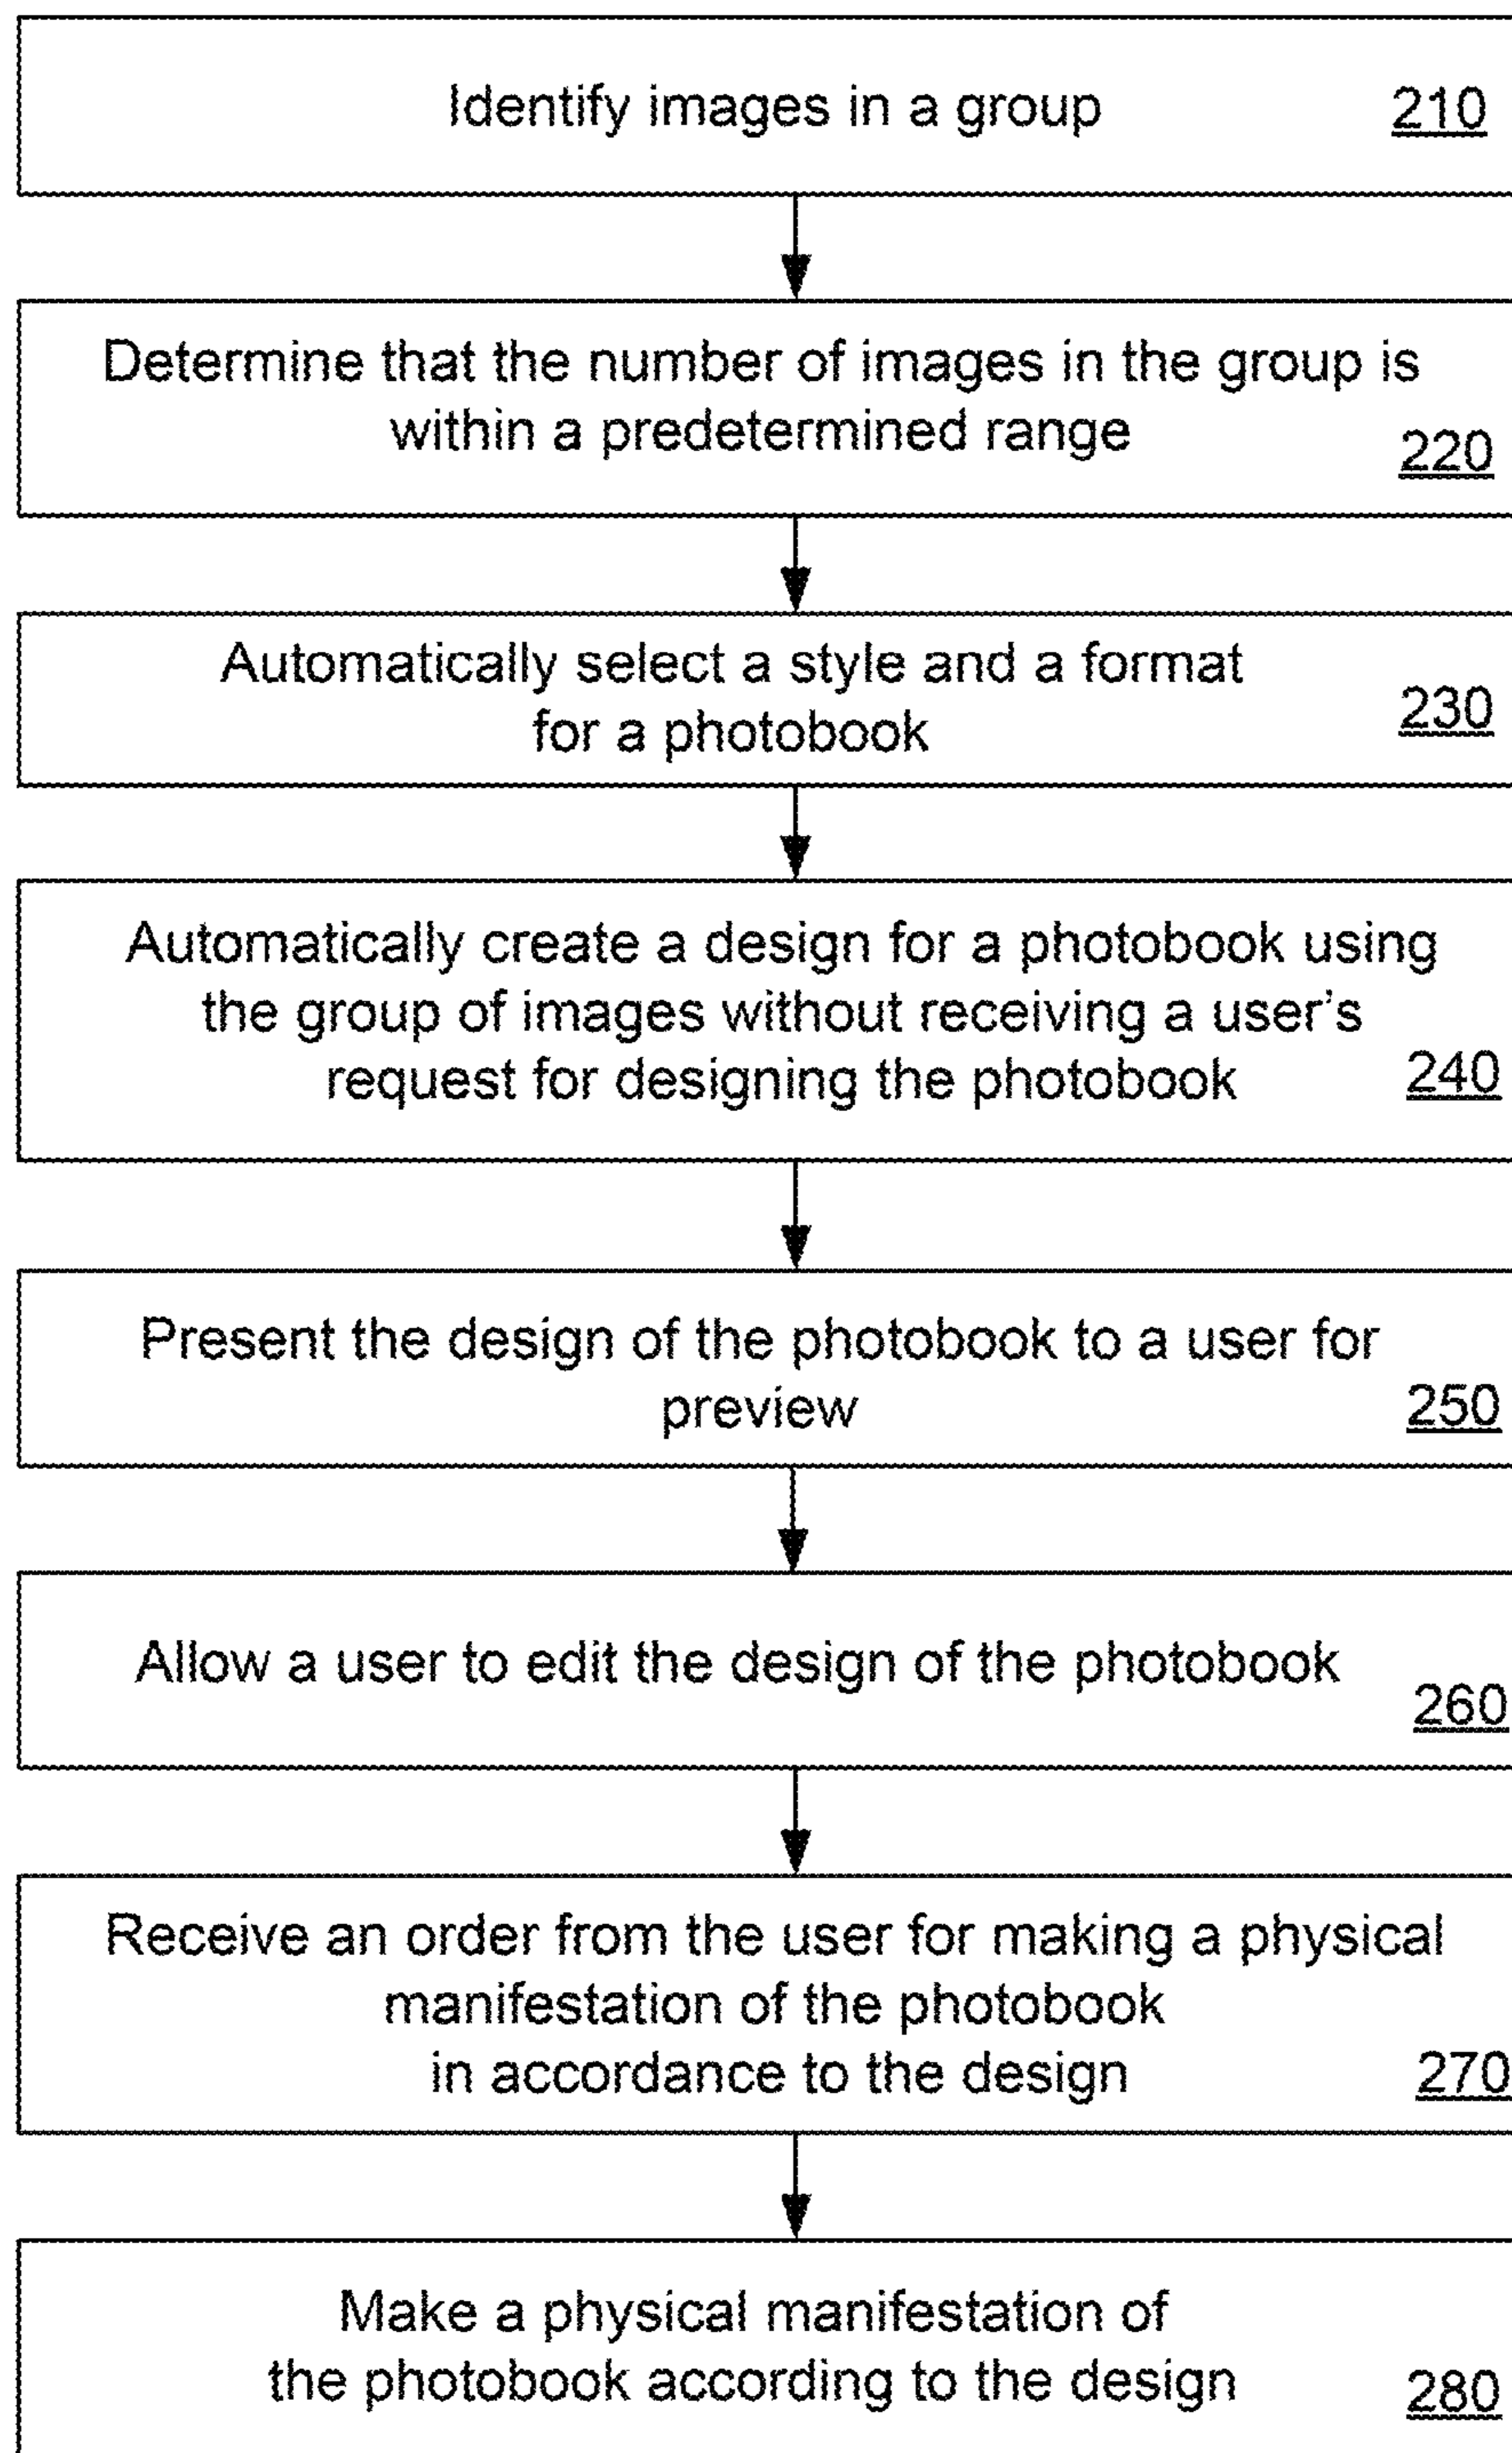 Identify images in a group
210
Determine that the number of images in the group is
within a predetermined range
220
Automatically select a style and a format
for a photobook
230
Automatically create a design for a photobook using
the group of images without receiving a user's
request for designing the photobook
240
Present the design of the photobook to a user for
preview
250
Allow a user to edit the design of the photobook
260
Receive an order from the user for making a physical
manifestation of the photobook
in accordance to the design
270
Make a physical manifestation of
the photobook according to the design
280